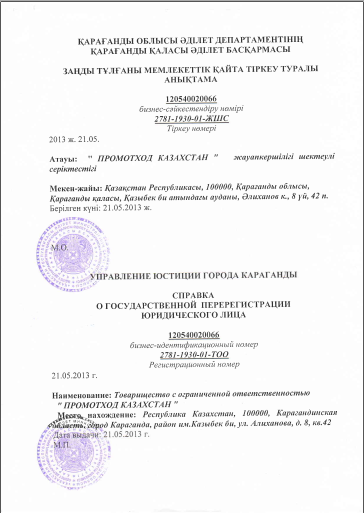 ҚАРАҒАНДЫ ОБЛЫСЫ ӘДІЛЕТ ДЕПАРТАМЕНТІНІҢ
ҚАРАҒАНДЫ ҚАЛАСЫ ӘДІЛЕТ БАСҚАРМАСЫ
ЗАҢДЫ ТҰЛҒАНЫ МЕМЛЕКЕТТІК ҚАЙТА ТІРКЕУ ТУРАЛЫ
АНЫҚТАМА
120540020066
бизнес-сәйкестендіру нөмірі
2781-1930-01-ЖШС
Тіркеу нөмері
2013 ж. 21.05.
Атауы: " ПРОМОТХОД КАЗАХСТАН " жауапкершілігі шектеулі
серіктестігі
Мекен-жайы: Қазақстан Республикасы, 100000, Қарағанды облысы,
Қарағанды қаласы, Қазыбек би атындағы ауданы, Әлиханов к., 8 үй, 42 п.
Берілген күні: 21.05.2013 ж.
М.О.
УПРАВЛЕНИЕ ЮСТИЦИИ ГОРОДА КАРАГАНДЫ
СПРАВКА
О ГОСУДАРСТВЕННОЙ ПЕРЕРЕГИСТРАЦИИ
ЮРИДИЧЕСКОГО ЛИЦА
120540020066
бизнес-идентификационный номер
2781-1930-01-ТОО
Регистрационный номер
21.05.2013 г.
Наименование: Товарищество с ограниченной ответственностью
" ПРОМОТХОД КАЗАХСТАН "
Место нахождение: Республика Казахстан, 100000, Карагандинская
область, город Караганда, район им.Казыбек би, ул. Алиханова, д. 8, кв.42
Дата выдачи: 21.05.2013 г.
М.П.